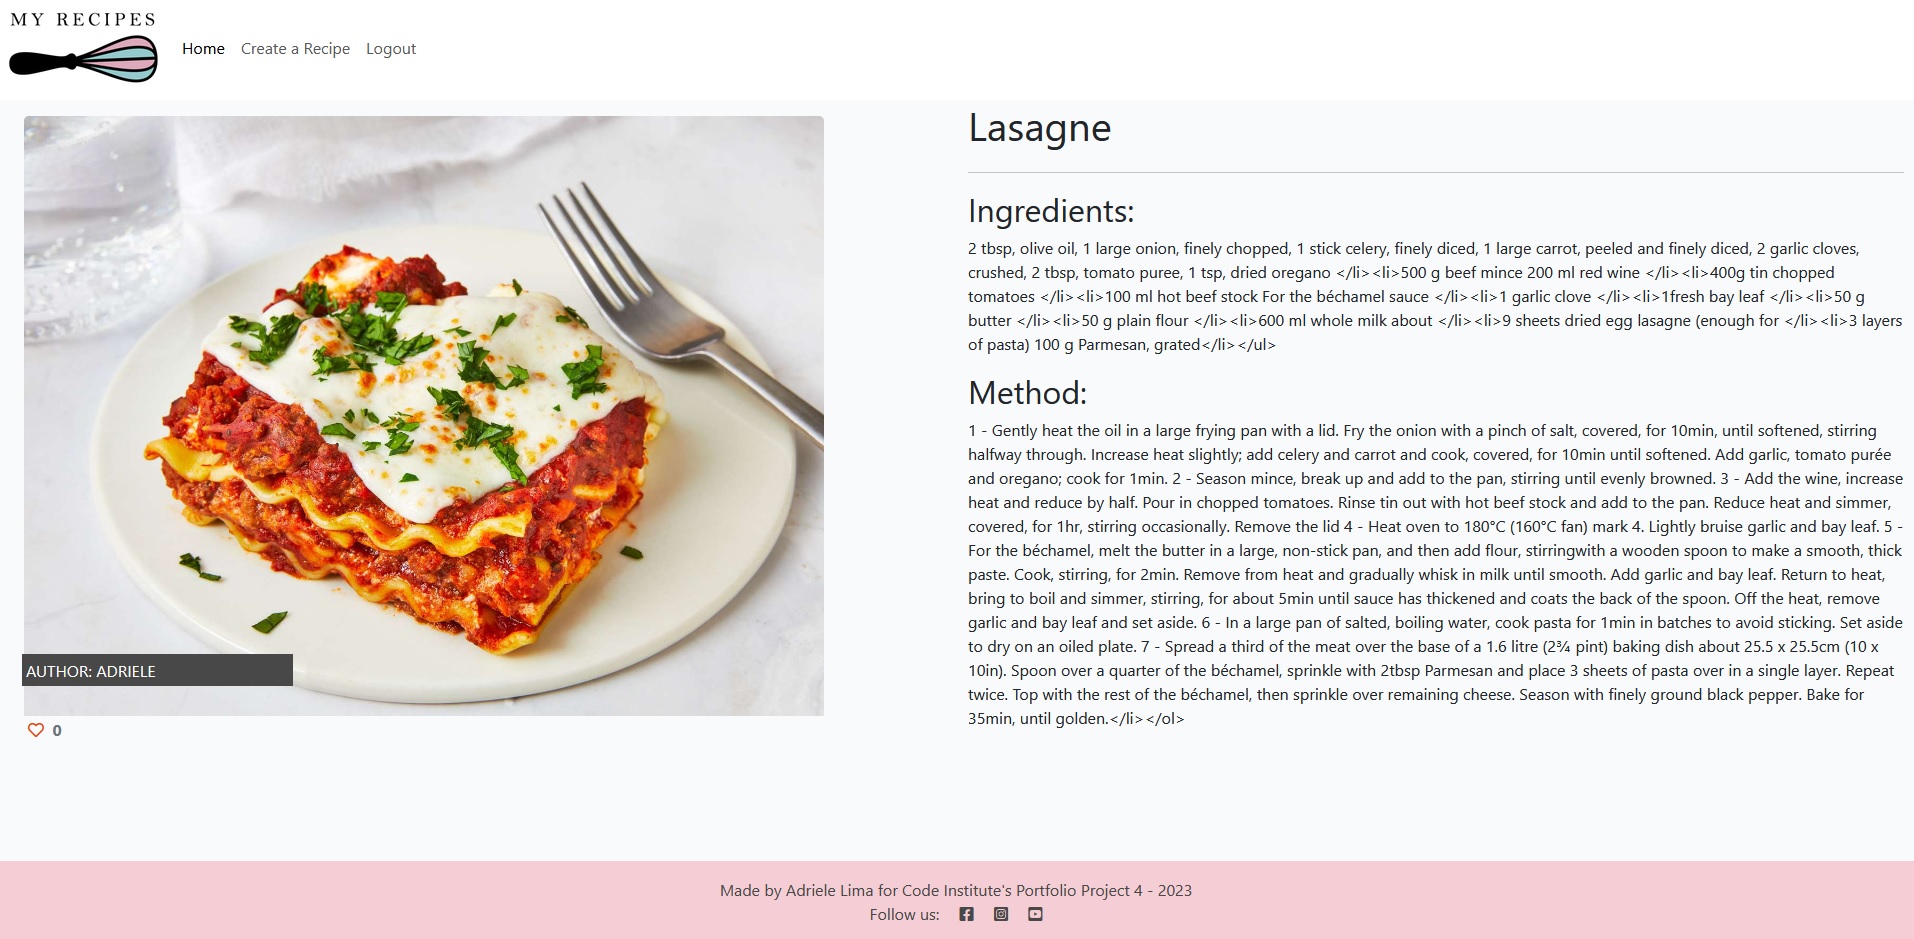 MY RECIPES
Home Create a Recipe Logout
Lasagne
Ingredients:
2 tbsp, olive oil, 1 large onion, finely chopped, 1 stick celery, finely diced, 1 large carrot, peeled and finely diced, 2 garlic cloves,
crushed, 2 tbsp, tomato puree, 1 tsp, dried oregano </li><li>500 g beef mince 200 ml red wine </li><li>400g tin chopped
tomatoes </li><li>100 ml hot beef stock For the béchamel sauce </li><li>1 garlic clove </li><li>1fresh bay leaf </li><li>50 g
butter </li><li>50 g plain flour </li><li>600 ml whole milk about </li><li>9 sheets dried egg lasagne (enough for </li><li>3 layers
of pasta) 100 g Parmesan, grated</li></ul>
Method:
1 - Gently heat the oil in a large frying pan with a lid. Fry the onion with a pinch of salt, covered, for 10min, until softened, stirring
halfway through. Increase heat slightly; add celery and carrot and cook, covered, for 10min until softened. Add garlic, tomato purée
and oregano; cook for 1min. 2 - Season mince, break up and add to the pan, stirring until evenly browned. 3 - Add the wine, increase
heat and reduce by half. Pour in chopped tomatoes. Rinse tin out with hot beef stock and add to the pan. Reduce heat and simmer,
covered, for 1hr, stirring occasionally. Remove the lid 4 - Heat oven to 180°C (160°C fan) mark 4. Lightly bruise garlic and bay leaf. 5 -
For the béchamel, melt the butter in a large, non-stick pan, and then add flour, stirringwith a wooden spoon to make a smooth, thick
paste. Cook, stirring, for 2min. Remove from heat and gradually whisk in milk until smooth. Add garlic and bay leaf. Return to heat,
bring to boil and simmer, stirring, for about 5min until sauce has thickened and coats the back of the spoon. Off the heat, remove
garlic and bay leaf and set aside. 6 - In a large pan of salted, boiling water, cook pasta for 1min in batches to avoid sticking. Set aside
to dry on an oiled plate. 7 - Spread a third of the meat over the base of a 1.6 litre (2¾ pint) baking dish about 25.5 x 25.5cm (10 x
10in). Spoon over a quarter of the béchamel, sprinkle with 2tbsp Parmesan and place 3 sheets of pasta over in a single layer. Repeat
twice. Top with the rest of the béchamel, then sprinkle over remaining cheese. Season with finely ground black pepper. Bake for
35min, until golden.</li></ol>
AUTHOR: ADRIELE
0
Made by Adriele Lima for Code Institute's Portfolio Project 4 - 2023
Follow us: